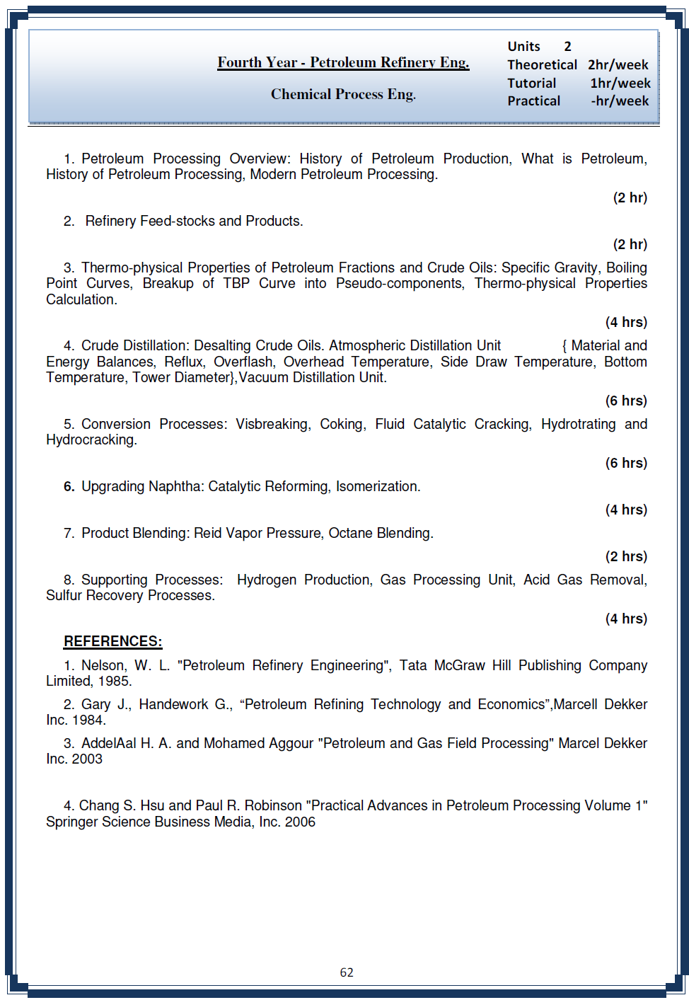 Fourth Year - Petroleum Refinery Eng.
Chemical Process Eng.
Units 2
Theoretical 2hr/week
Tutorial 1hr/week
Practical -hr/week
1. Petroleum Processing Overview: History of Petroleum Production, What is Petroleum,
History of Petroleum Processing, Modern Petroleum Processing.
(2 hr)
2. Refinery Feed-stocks and Products.
(2 hr)
3. Thermo-physical Properties of Petroleum Fractions and Crude Oils: Specific Gravity, Boiling
Point Curves, Breakup of TBP Curve into Pseudo-components, Thermo-physical Properties
Calculation.
(4 hrs)
4. Crude Distillation: Desalting Crude Oils. Atmospheric Distillation Unit { Material and
Energy Balances, Reflux, Overflash, Overhead Temperature, Side Draw Temperature, Bottom
Temperature, Tower Diameter},Vacuum Distillation Unit.
(6 hrs)
5. Conversion Processes: Visbreaking, Coking, Fluid Catalytic Cracking, Hydrotrating and
Hydrocracking.
(6 hrs)
6. Upgrading Naphtha: Catalytic Reforming, Isomerization.
(4 hrs)
7. Product Blending: Reid Vapor Pressure, Octane Blending.
(2 hrs)
8. Supporting Processes: Hydrogen Production, Gas Processing Unit, Acid Gas Removal,
Sulfur Recovery Processes.
(4 hrs)
REFERENCES:
1. Nelson, W. L. "Petroleum Refinery Engineering", Tata McGraw Hill Publishing Company
Limited, 1985.
2. Gary J., Handework G., “Petroleum Refining Technology and Economics”,Marcell Dekker
Inc. 1984.
3. AddelAal H. A. and Mohamed Aggour "Petroleum and Gas Field Processing" Marcel Dekker
Inc. 2003
4. Chang S. Hsu and Paul R. Robinson "Practical Advances in Petroleum Processing Volume 1"
Springer Science Business Media, Inc. 2006
62